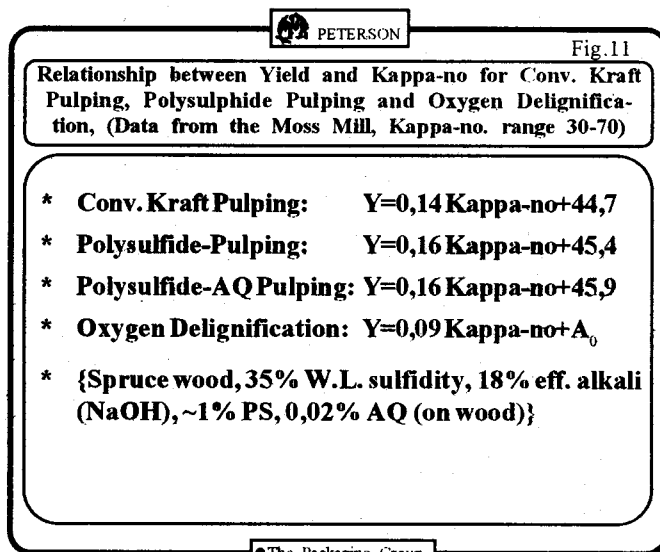 PETERSON
Fig.11
Relationship between Yield and Kappa-no for Conv. Kraft
Pulping, Polysulphide Pulping and Oxygen Delignifica-
tion, (Data from the Moss Mill, Kappa-no. range 30-70)
* Conv. Kraft Pulping: Y=0,14 Kappa-no+44,7
* Polysulfide-Pulping: Y=0,16 Kappa-no+45,4
* Polysulfide-AQ Pulping: Y=0,16 Kappa-no+45,9
* Oxygen Delignification: Y=0,09 Kappa-no+A₀
* {Spruce wood, 35% W.L. sulfidity, 18% eff. alkali
(NaOH), ~1% PS, 0,02% AQ (on wood)}
●The Packaging Group